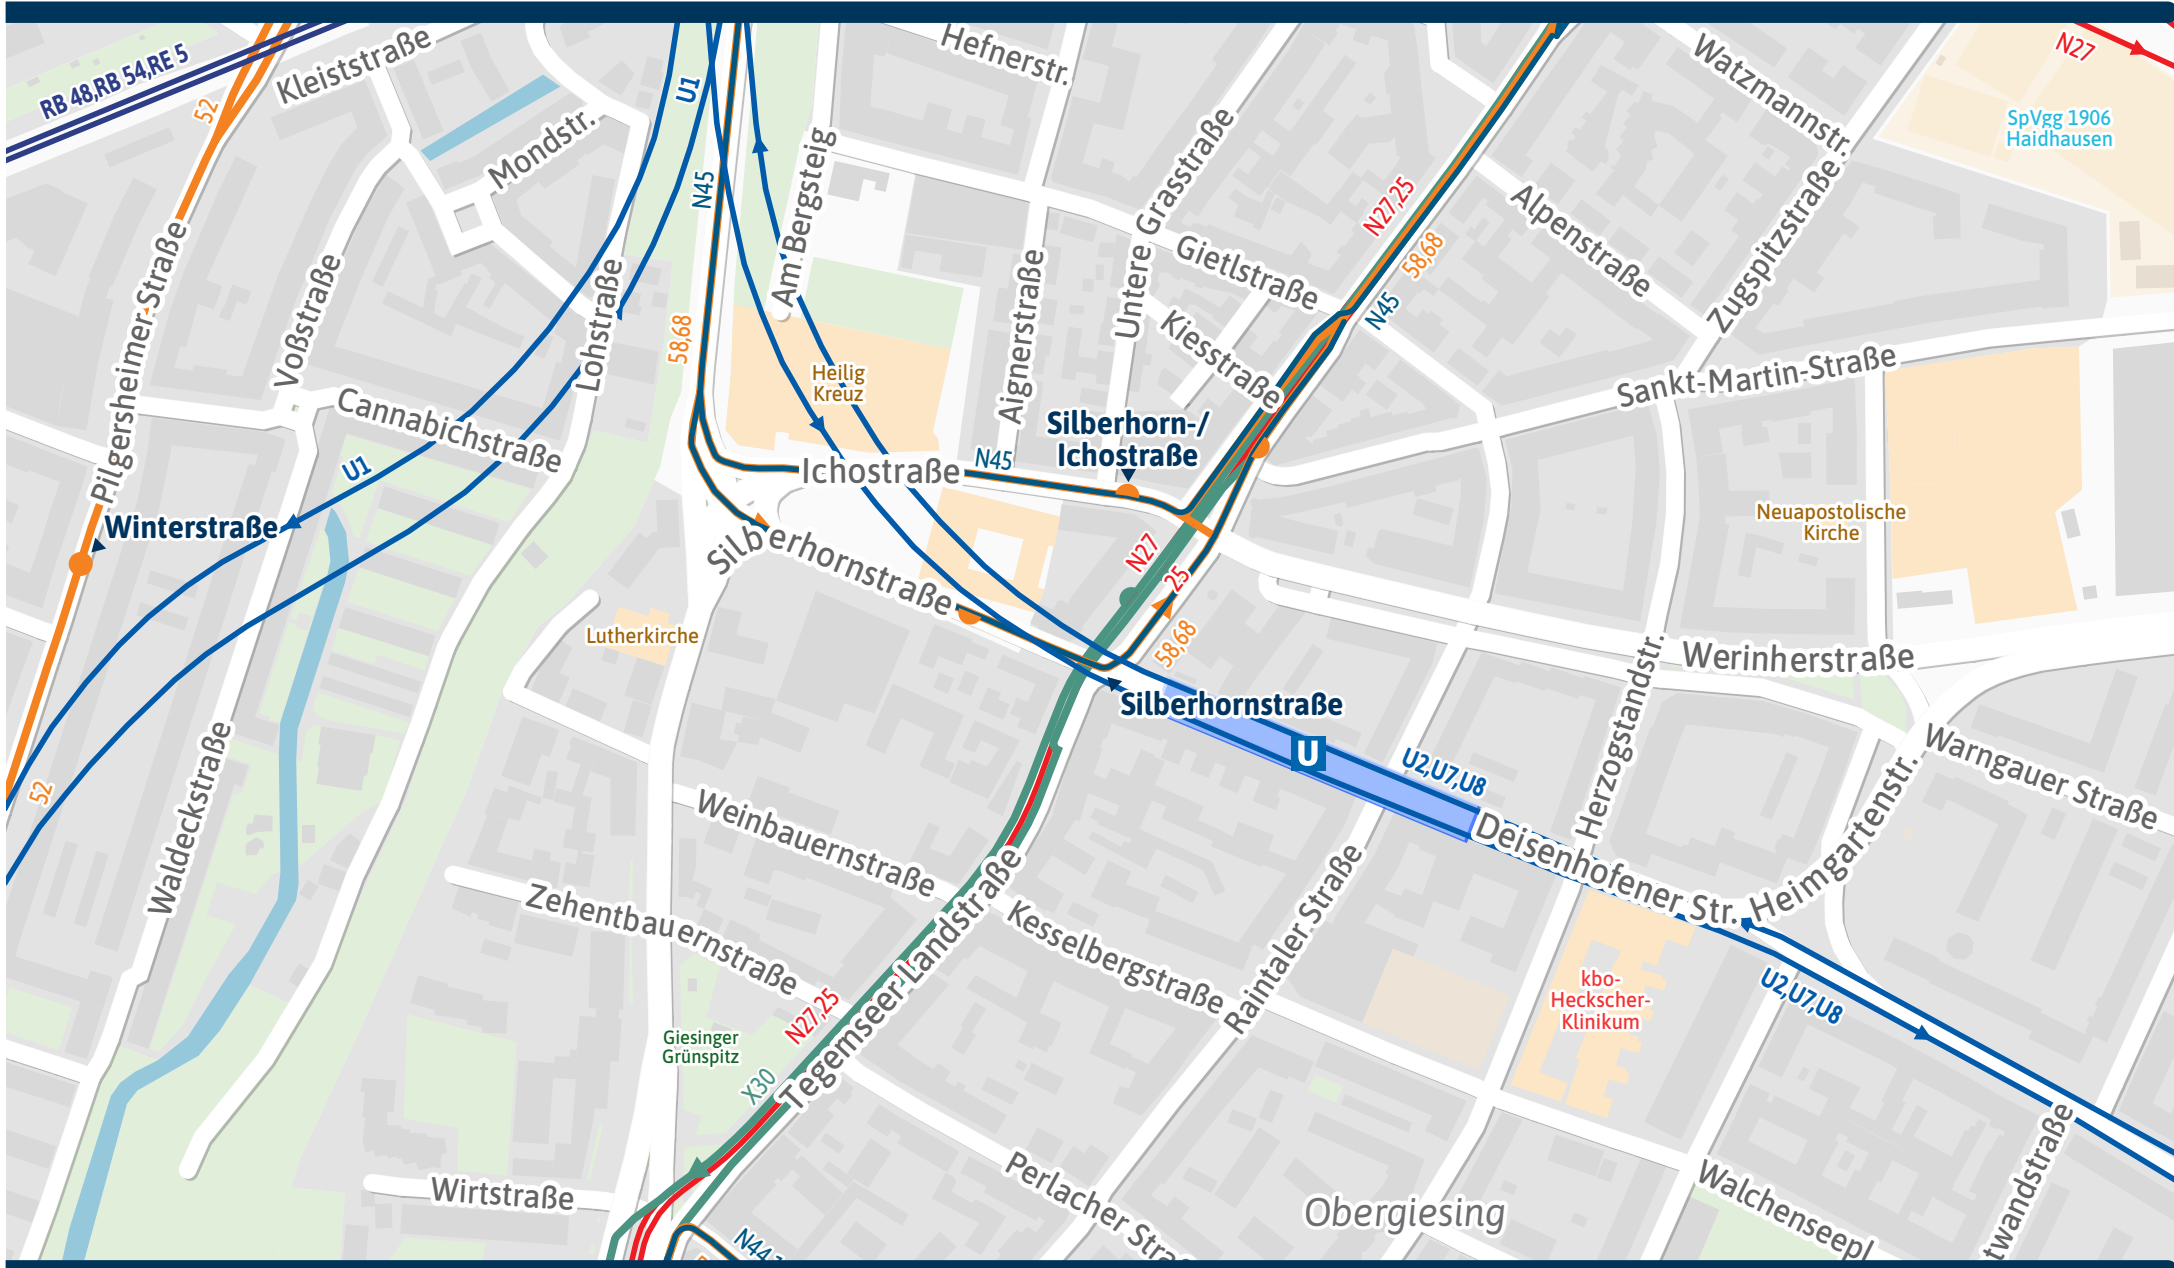 RB 48,RB 54,RE 5
52
Kleiststraße
Mondstr.
U1
N45
Am Bergsteig
Hefnerstr.
Untere Grasstraße
Gietlstraße
Kiesstraße
Aignerstraße
N27,25
58,68
N45
Watzmannstr.
Alpenstraße
Zugspitzstraße
N27
SpVgg 1906
Haidhausen
Sankt-Martin-Straße
Pilgersheimer Straße
Voßstraße
Lohstraße
58,68
Heilig
Kreuz
Cannabichstraße
U1
Winterstraße
Ichostraße
N45
Silberhorn-/
Ichostraße
Silberhornstraße
N27
25
58,68
Neuapostolische
Kirche
Lutherkirche
Silberhornstraße
U
U2,U7,U8
Werinherstraße
Herzogstandstr.
Warngauer Straße
Heimgartenstr.
Deisenhofener Str.
52
Waldeckstraße
Weinbauernstraße
Zehentbauernstraße
Kesselbergstraße
Raintaler Straße
kbo-
Heckscher-
Klinikum
U2,U7,U8
N27,25
X30
Tegernseer Landstraße
Giesinger
Grünspitz
Wirtstraße
N44
Perlacher Stra
Obergiesing
Walchenseepl
twandstraße